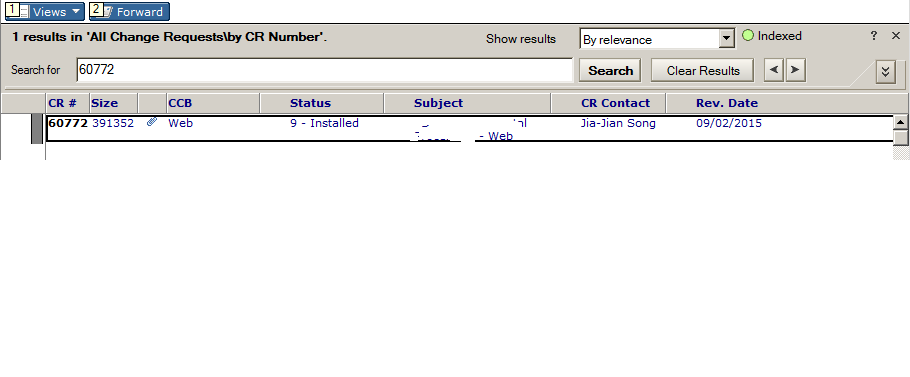 1 Views 2 Forward
1 results in 'All Change Requests\by CR Number'. Show results By relevance Indexed ? ×
Search for 60772 Search Clear Results
CR # Size CCB Status Subject CR Contact Rev. Date
60772 391352 Web 9 - Installed Jia-Jian Song 09/02/2015
- Web